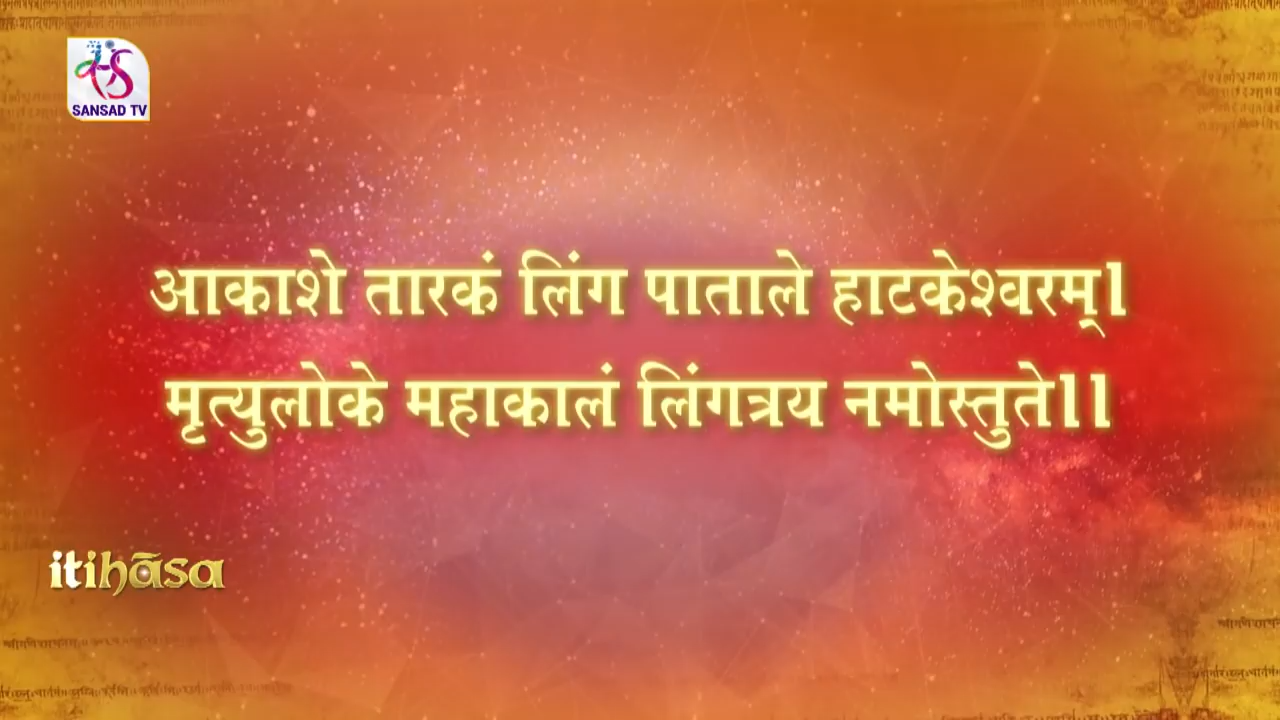 SANSAD TV
आकाशे तारकं लिंग पाताले हाटकेश्वरम्।
मृत्युलोके महाकालं लिंगत्रय नमोस्तुते।।
itihāsa